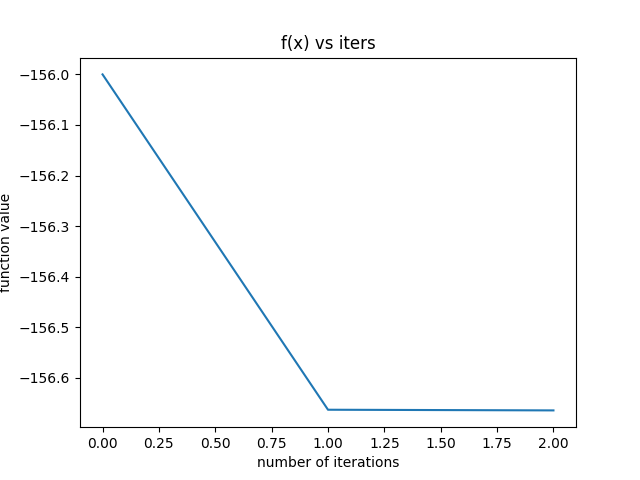 f(x) vs iters
−156.0
−156.1
−156.2
−156.3
−156.4
−156.5
−156.6
function value
0.00 0.25 0.50 0.75 1.00 1.25 1.50 1.75 2.00
number of iterations